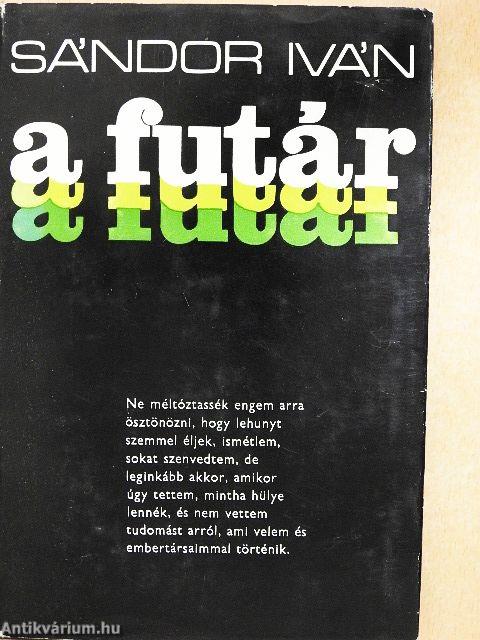 SÁNDOR IVÁN
a futár
a futár
Ne méltóztassék engem arra
ösztönözni, hogy lehunyt
szemmel éljek, ismétlem,
sokat szenvedtem, de
leginkább akkor, amikor
úgy tettem, mintha hülye
lennék, és nem vettem
tudomást arról, ami velem és
embertársaimmal történik.
Antikvárium.hu